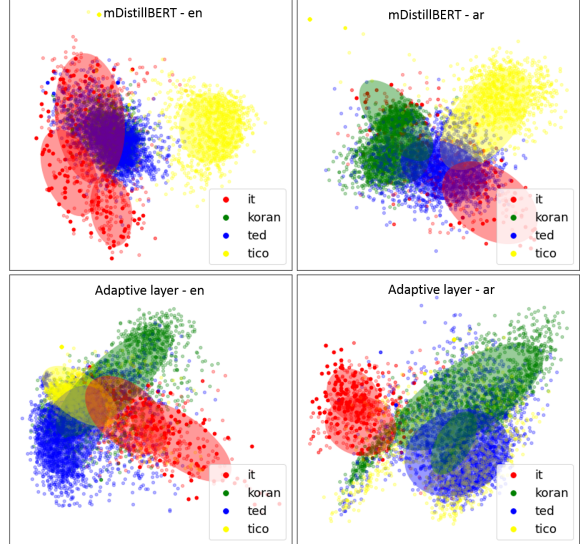 mDistillBERT - en
it
koran
ted
tico
mDistillBERT - ar
it
koran
ted
tico
Adaptive layer - en
it
koran
ted
tico
Adaptive layer - ar
it
koran
ted
tico